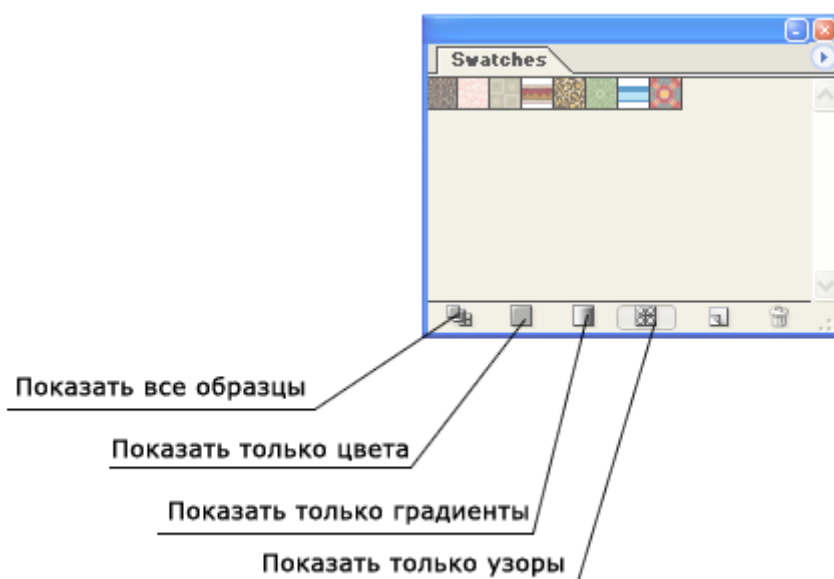 Swatches
Показать все образцы
Показать только цвета
Показать только градиенты
Показать только узоры